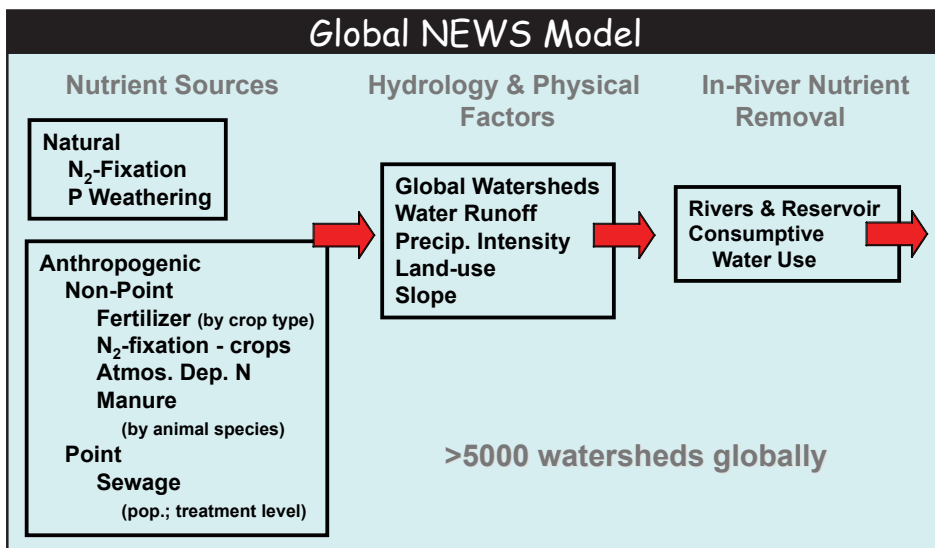 Global NEWS Model
Nutrient Sources
Natural
N₂-Fixation
P Weathering
Anthropogenic
Non-Point
Fertilizer (by crop type)
N₂-fixation - crops
Atmos. Dep. N
Manure
(by animal species)
Point
Sewage
(pop.; treatment level)
Hydrology & Physical
Factors
Global Watersheds
Water Runoff
Precip. Intensity
Land-use
Slope
In-River Nutrient
Removal
Rivers & Reservoir
Consumptive
Water Use
>5000 watersheds globally